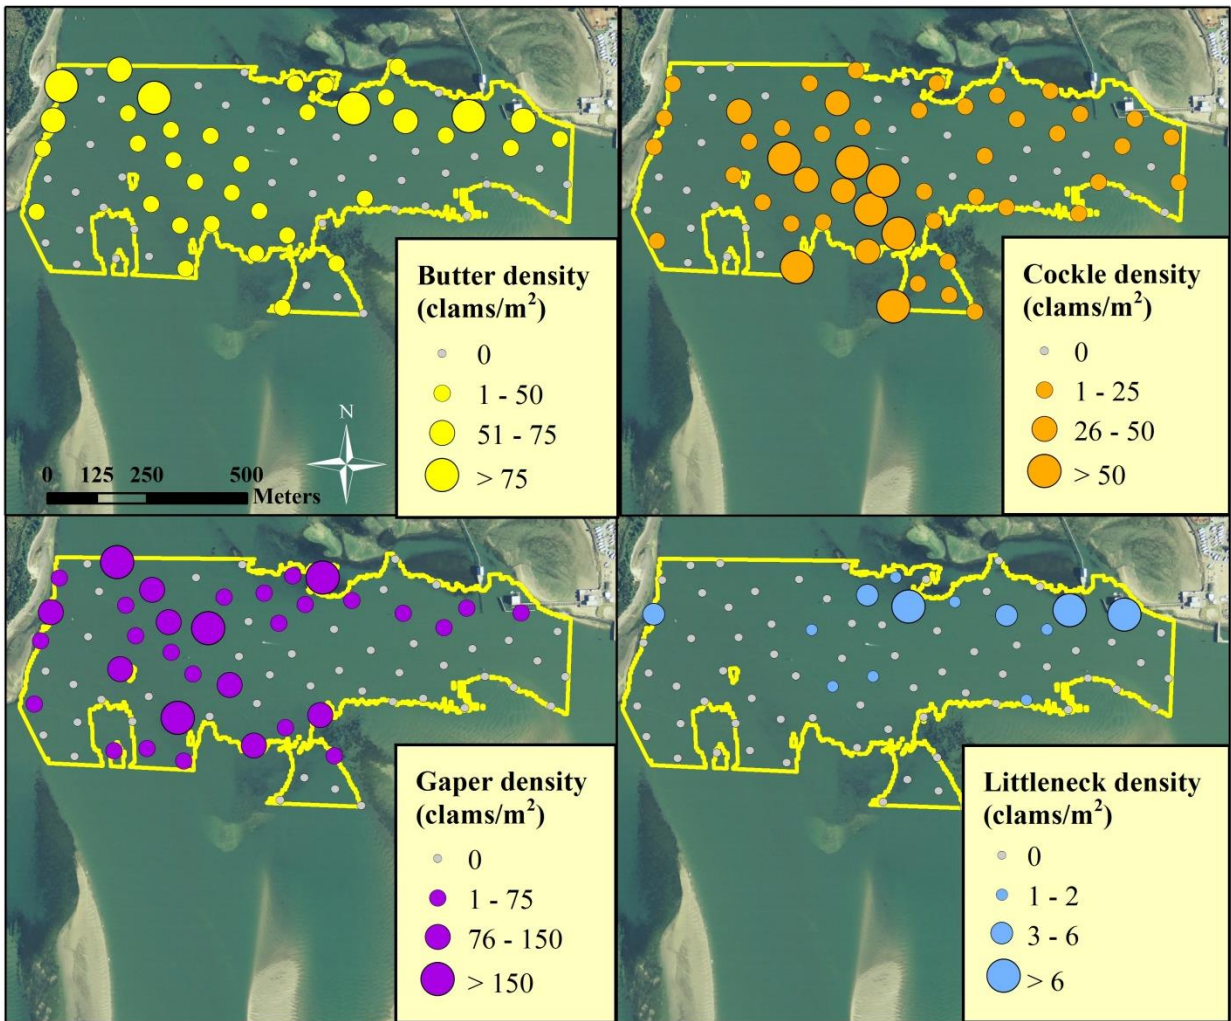 Butter density
(clams/m²)
0
1 - 50
51 - 75
> 75
N
0 125 250 500
Meters
Cockle density
(clams/m²)
0
1 - 25
26 - 50
> 50
Gaper density
(clams/m²)
0
1 - 75
76 - 150
> 150
Littleneck density
(clams/m²)
0
1 - 2
3 - 6
> 6